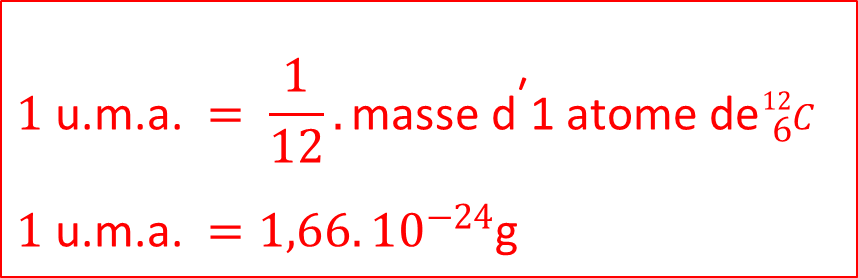 1 u.m.a. = 1/12 . masse d'1 atome de ¹²₆C
1 u.m.a. = 1,66. 10⁻²⁴g